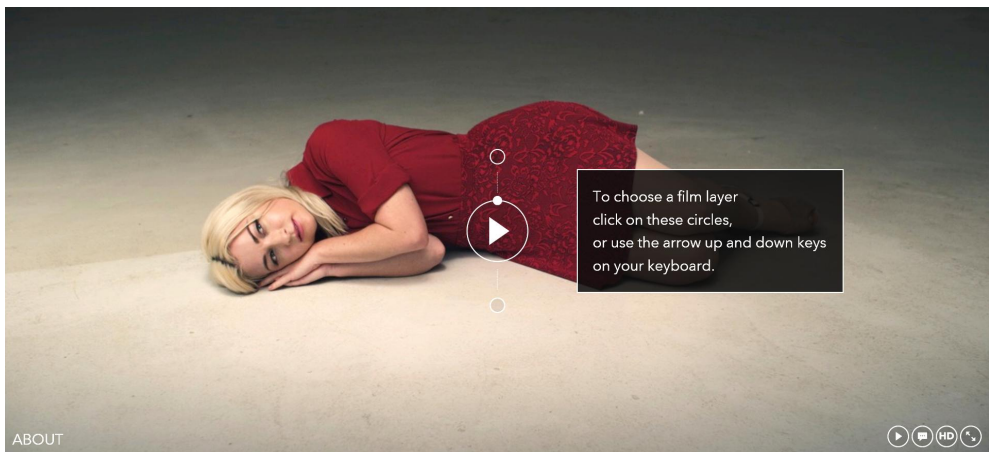 To choose a film layer
click on these circles,
or use the arrow up and down keys
on your keyboard.
ABOUT
HD